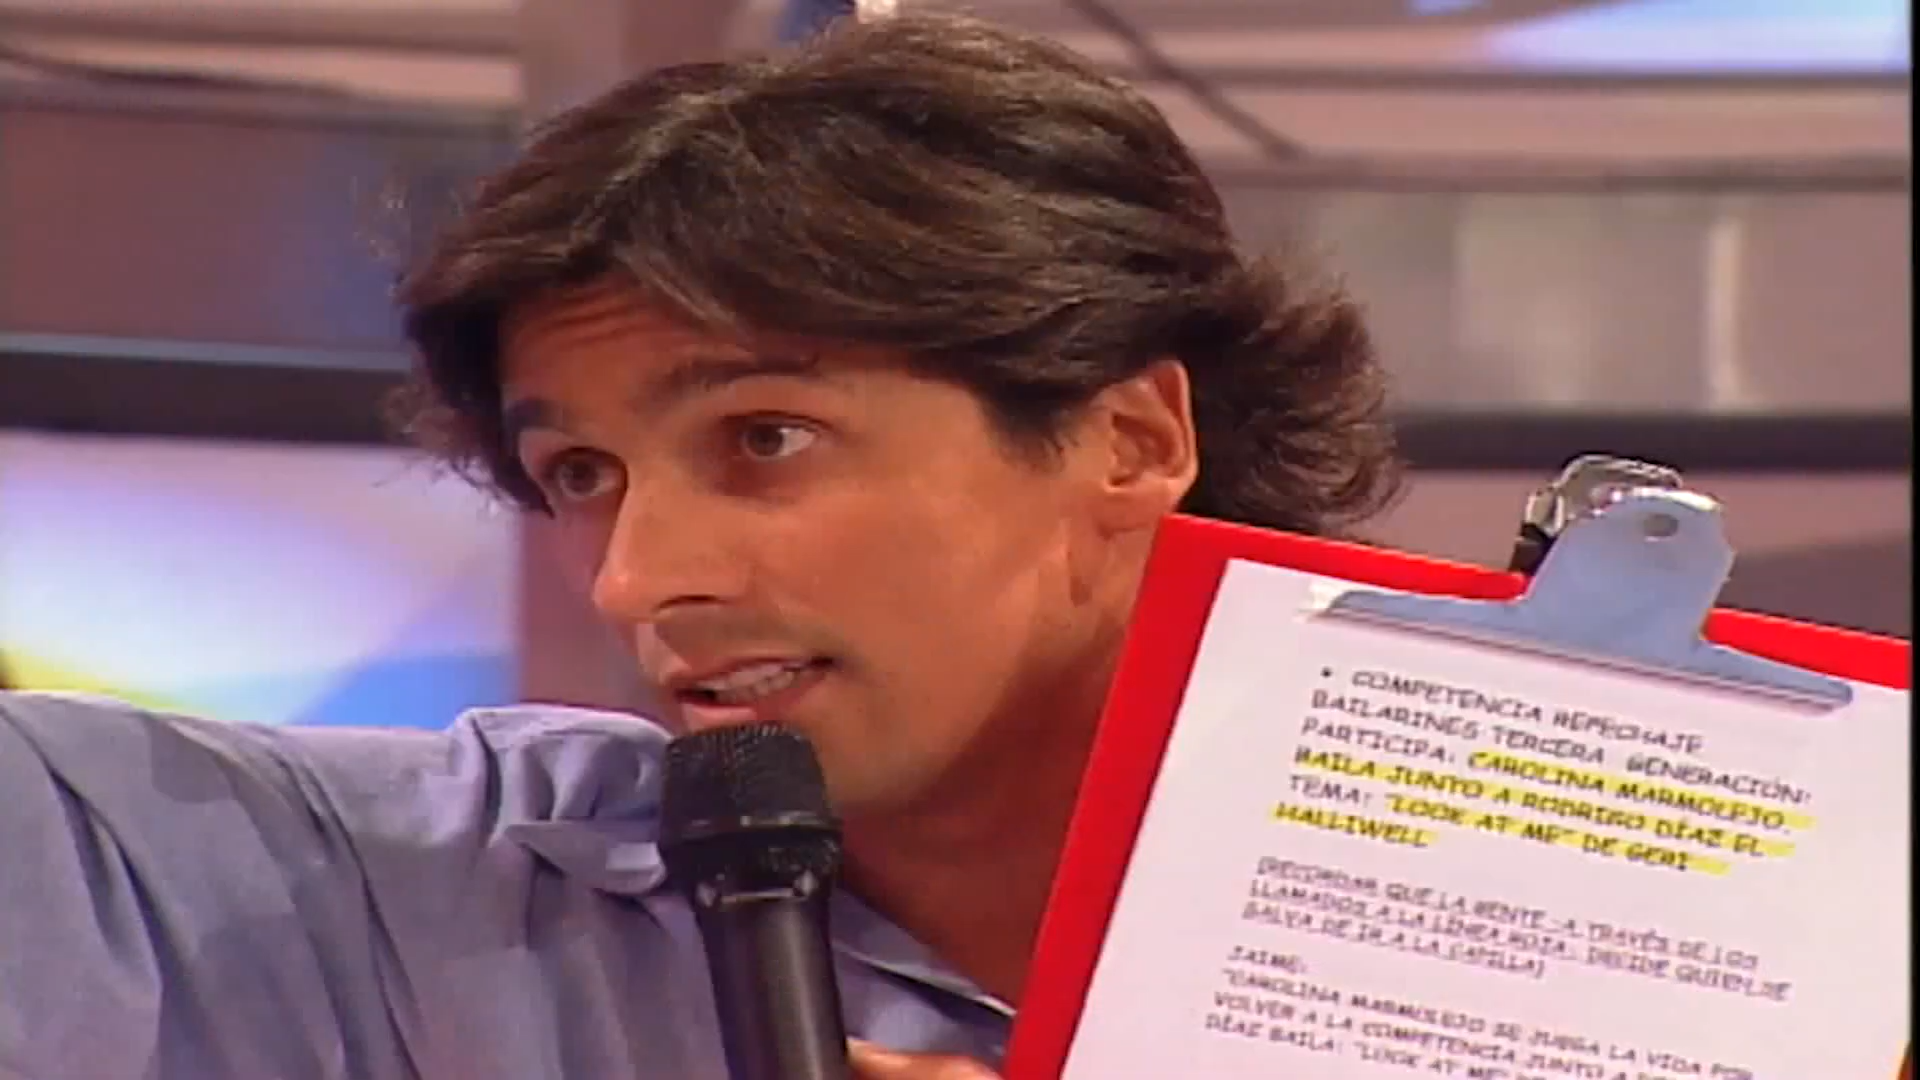 • COMPETENCIA REPECHAJE
BAILARINES TERCERA GENERACIÓN:
PARTICIPA: CAROLINA MARMOLEJO.
BAILA JUNTO A RODRIGO DÍAZ EL
TEMA: "LOOK AT ME" DE GERI
HALLIWELL
(RECORDAR QUE LA GENTE, A TRAVÉS DE LOS
LLAMADOS A LA LÍNEA ROJA, DECIDE QUIEN SE
SALVA DE IR A LA CAPILLA)
JAIME:
"CAROLINA MARMOLEJO SE JUEGA LA VIDA POR
VOLVER A LA COMPETENCIA JUNTO A
DÍAZ BAILA: "LOOK AT ME"